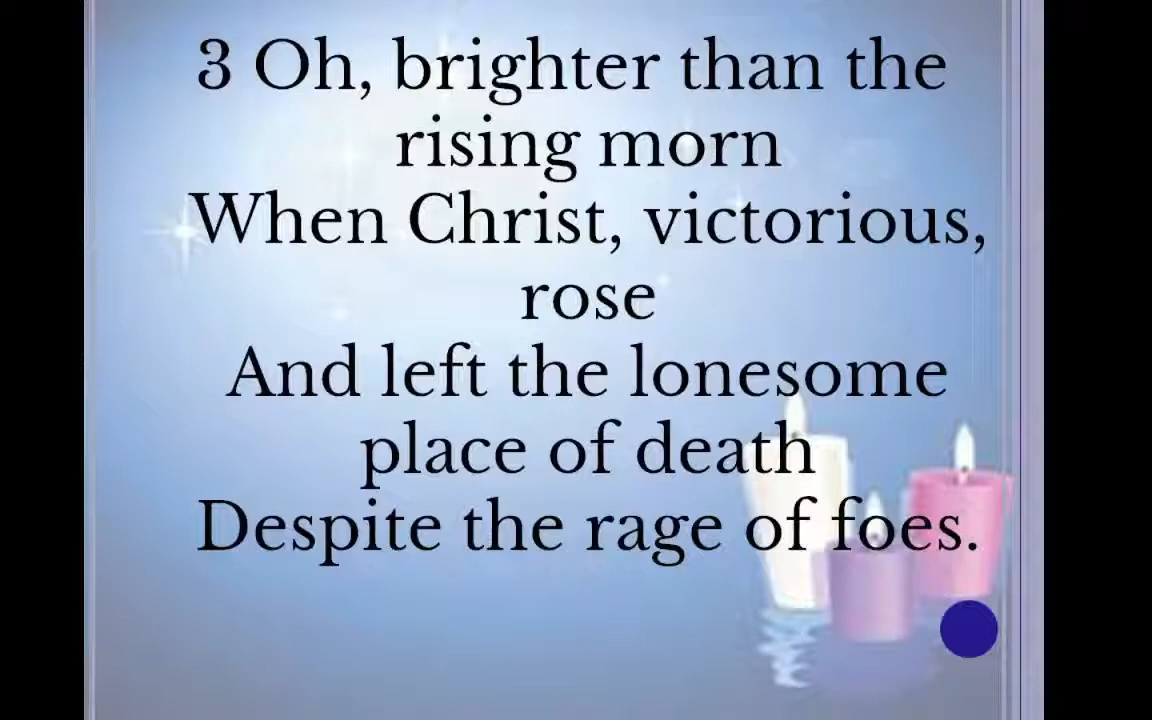 3 Oh, brighter than the
rising morn
When Christ, victorious,
rose
And left the lonesome
place of death
Despite the rage of foes.